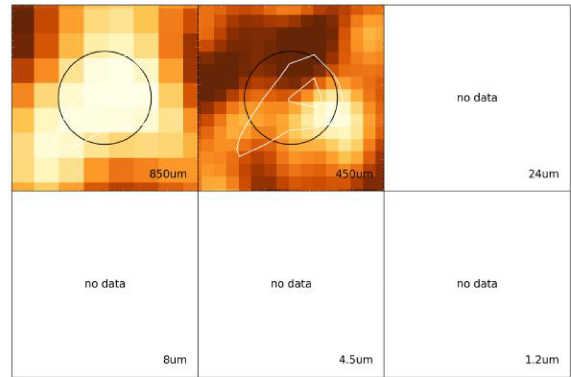 850um
450um
no data
24um
no data
8um
no data
4.5um
no data
1.2um